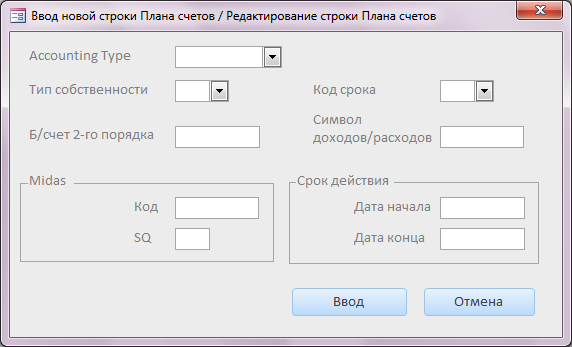 Ввод новой строки Плана счетов / Редактирование строки Плана счетов
Accounting Type
Тип собственности
Код срока
Б/счет 2-го порядка
Символ
доходов/расходов
Midas
Код
SQ
Срок действия
Дата начала
Дата конца
Ввод
Отмена